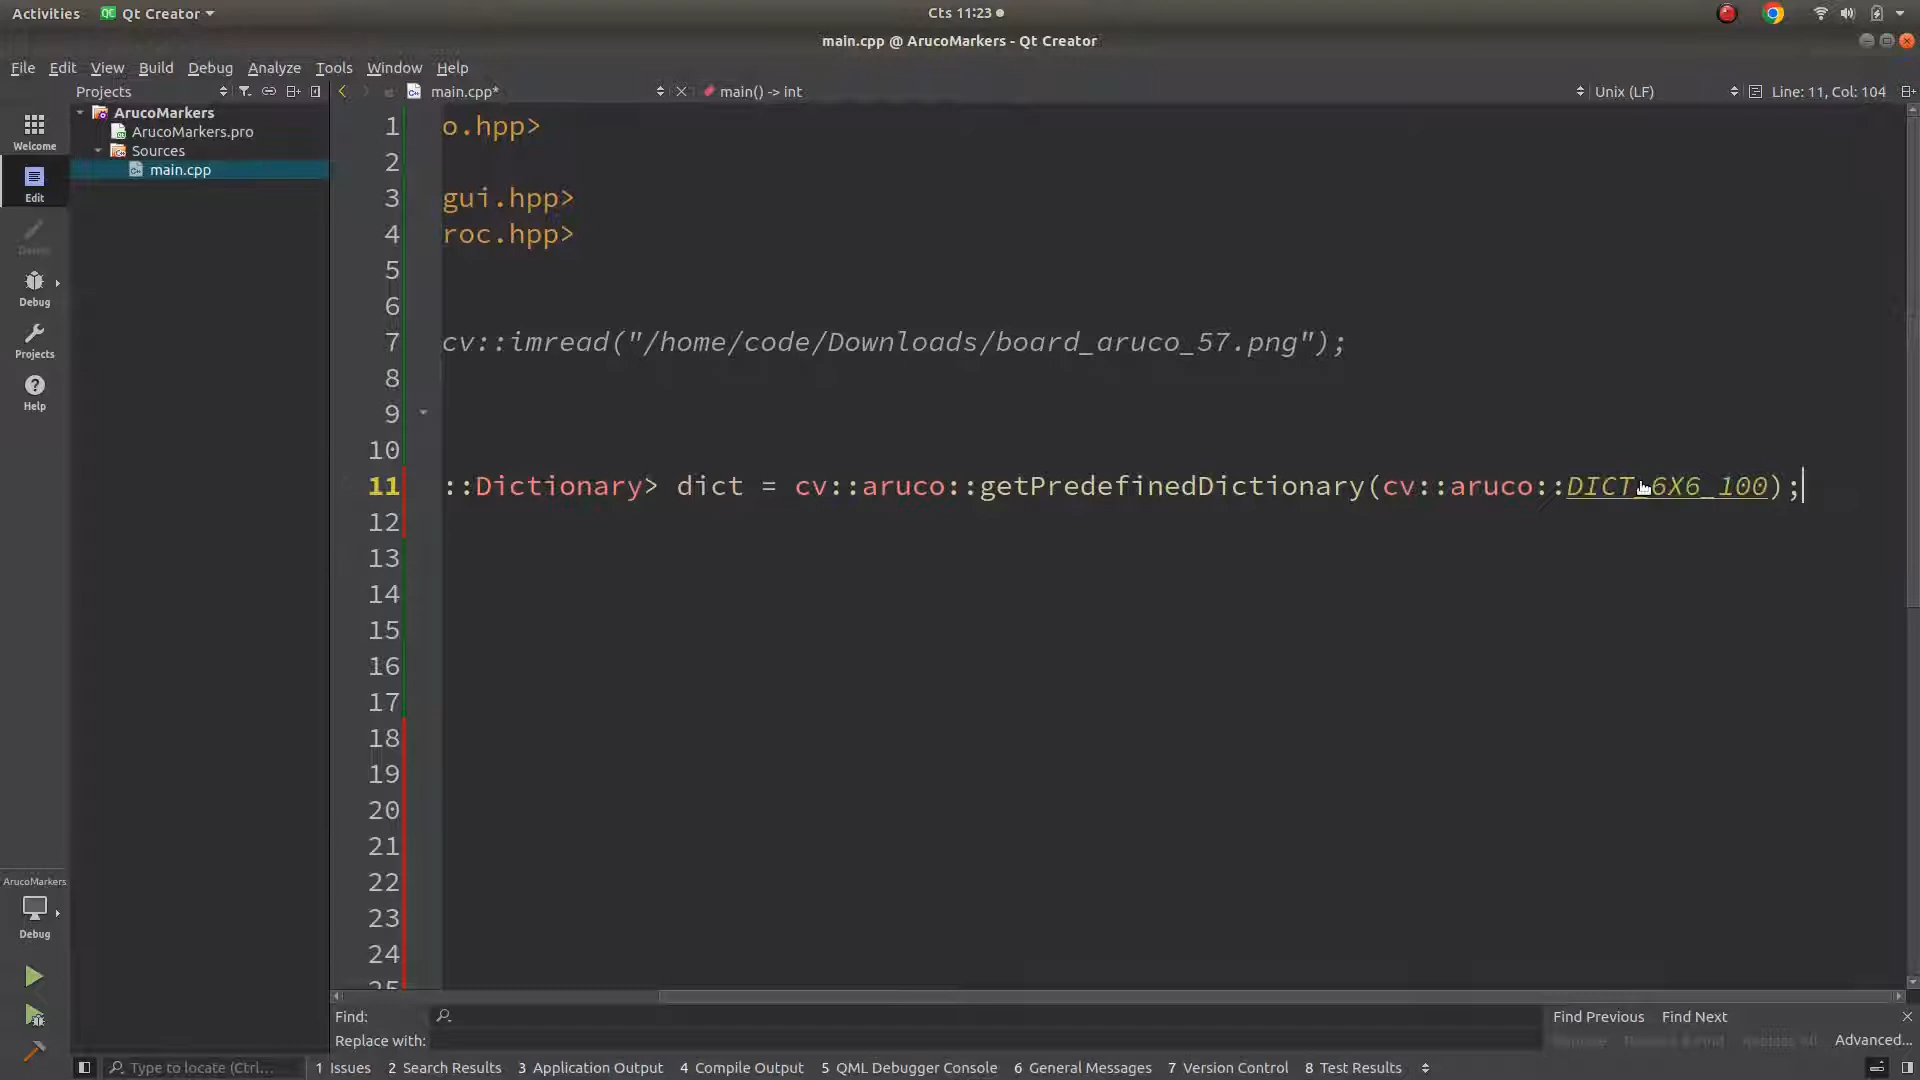 Activities Qt Creator Cts 11:23
main.cpp @ ArucoMarkers - Qt Creator
File Edit View Build Debug Analyze Tools Window Help
Projects main.cpp* main() -> int Unix (LF) Line: 11, Col: 104
ArucoMarkers
ArucoMarkers.pro
Sources
main.cpp
Welcome
Edit
Design
Debug
Projects
Help
1 o.hpp>
2
3 gui.hpp>
4 roc.hpp>
5
6
7 cv::imread("/home/code/Downloads/board_aruco_57.png");
8
9
10
11 ::Dictionary> dict = cv::aruco::getPredefinedDictionary(cv::aruco::DICT_6X6_100);
12
13
14
15
16
17
18
19
20
21
22
23
24
25
ArucoMarkers
Debug
Find: Find Previous Find Next
Replace with: Advanced...
Type to locate (Ctrl... 1 Issues 2 Search Results 3 Application Output 4 Compile Output 5 QML Debugger Console 6 General Messages 7 Version Control 8 Test Results